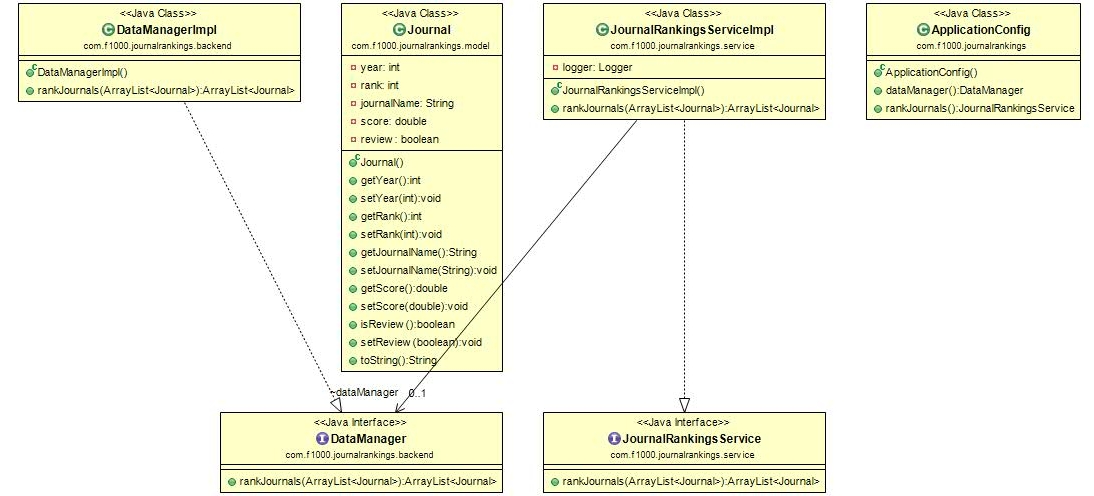 <<Java Class>>
DataManagerImpl
com.f1000.journalrankings.backend
DataManagerImpl()
rankJournals(ArrayList<Journal>):ArrayList<Journal>
<<Java Class>>
Journal
com.f1000.journalrankings.model
year: int
rank: int
journalName: String
score: double
review: boolean
Journal()
getYear():int
setYear(int):void
getRank():int
setRank(int):void
getJournalName():String
setJournalName(String):void
getScore():double
setScore(double):void
isReview():boolean
setReview(boolean):void
toString():String
<<Java Class>>
JournalRankingsServiceImpl
com.f1000.journalrankings.service
logger: Logger
JournalRankingsServiceImpl()
rankJournals(ArrayList<Journal>):ArrayList<Journal>
<<Java Class>>
ApplicationConfig
com.f1000.journalrankings
ApplicationConfig()
dataManager():DataManager
rankJournals():JournalRankingsService
~dataManager 0..1
<<Java Interface>>
DataManager
com.f1000.journalrankings.backend
rankJournals(ArrayList<Journal>):ArrayList<Journal>
<<Java Interface>>
JournalRankingsService
com.f1000.journalrankings.service
rankJournals(ArrayList<Journal>):ArrayList<Journal>